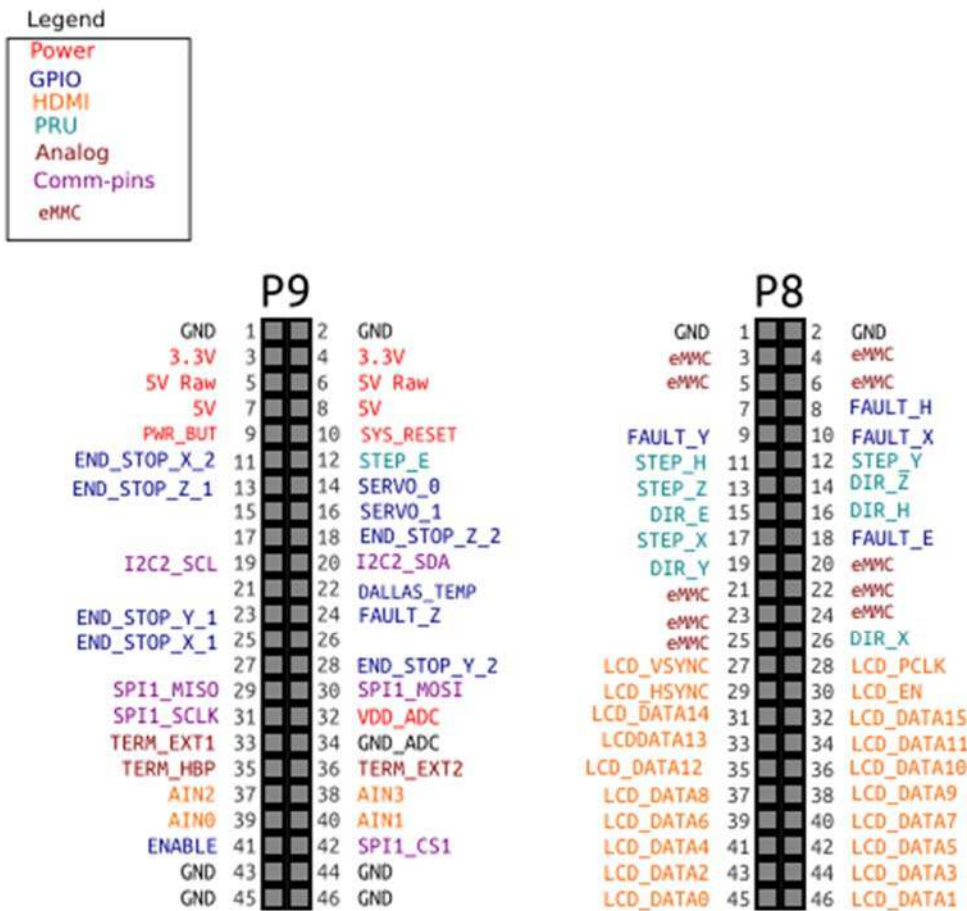 Legend
Power
GPIO
HDMI
PRU
Analog
Comm-pins
eMMC
P9
GND 1 2 GND
3.3V 3 4 3.3V
5V Raw 5 6 5V Raw
5V 7 8 5V
PWR_BUT 9 10 SYS_RESET
END_STOP_X_2 11 12 STEP_E
END_STOP_Z_1 13 14 SERVO_0
15 16 SERVO_1
17 18 END_STOP_Z_2
I2C2_SCL 19 20 I2C2_SDA
21 22 DALLAS_TEMP
END_STOP_Y_1 23 24 FAULT_Z
END_STOP_X_1 25 26
27 28 END_STOP_Y_2
SPI1_MISO 29 30 SPI1_MOSI
SPI1_SCLK 31 32 VDD_ADC
TERM_EXT1 33 34 GND_ADC
TERM_HBP 35 36 TERM_EXT2
AIN2 37 38 AIN3
AIN0 39 40 AIN1
ENABLE 41 42 SPI1_CS1
GND 43 44 GND
GND 45 46 GND
P8
GND 1 2 GND
eMMC 3 4 eMMC
eMMC 5 6 eMMC
7 8 FAULT_H
FAULT_Y 9 10 FAULT_X
STEP_H 11 12 STEP_Y
STEP_Z 13 14 DIR_Z
DIR_E 15 16 DIR_H
STEP_X 17 18 FAULT_E
DIR_Y 19 20 eMMC
eMMC 21 22 eMMC
eMMC 23 24 eMMC
eMMC 25 26 DIR_X
LCD_VSYNC 27 28 LCD_PCLK
LCD_HSYNC 29 30 LCD_EN
LCD_DATA14 31 32 LCD_DATA15
LCDDATA13 33 34 LCD_DATA11
LCD_DATA12 35 36 LCD_DATA10
LCD_DATA8 37 38 LCD_DATA9
LCD_DATA6 39 40 LCD_DATA7
LCD_DATA4 41 42 LCD_DATA5
LCD_DATA2 43 44 LCD_DATA3
LCD_DATA0 45 46 LCD_DATA1